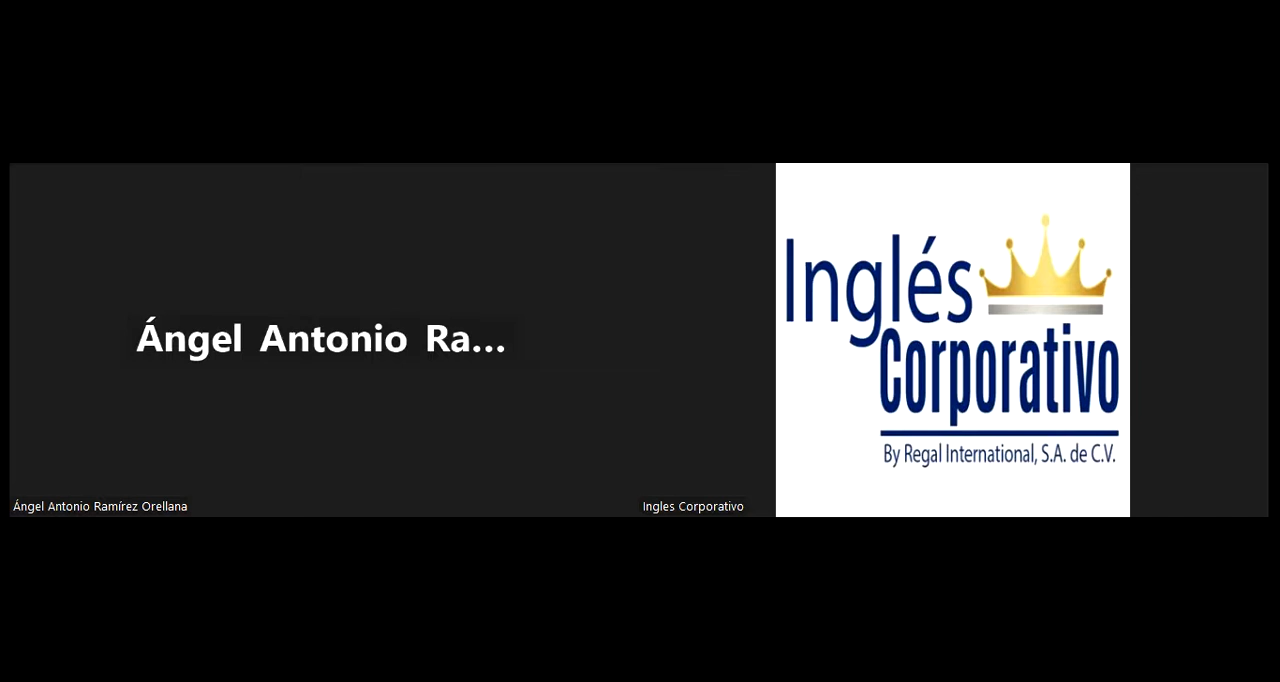 Ángel Antonio Ra...
Ángel Antonio Ramírez Orellana
Inglés
Corporativo
By Regal International, S.A. de C.V.
Ingles Corporativo